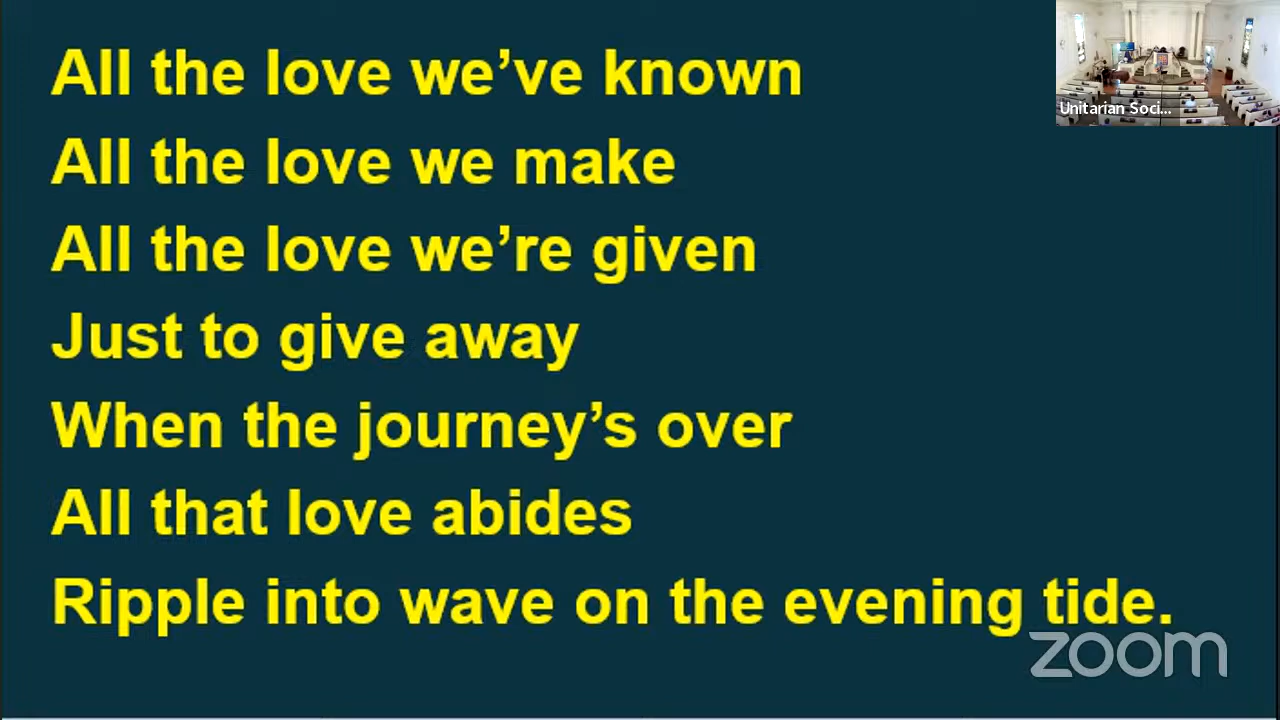 All the love we’ve known
All the love we make
All the love we’re given
Just to give away
When the journey’s over
All that love abides
Ripple into wave on the evening tide.
Unitarian Soci...
zoom